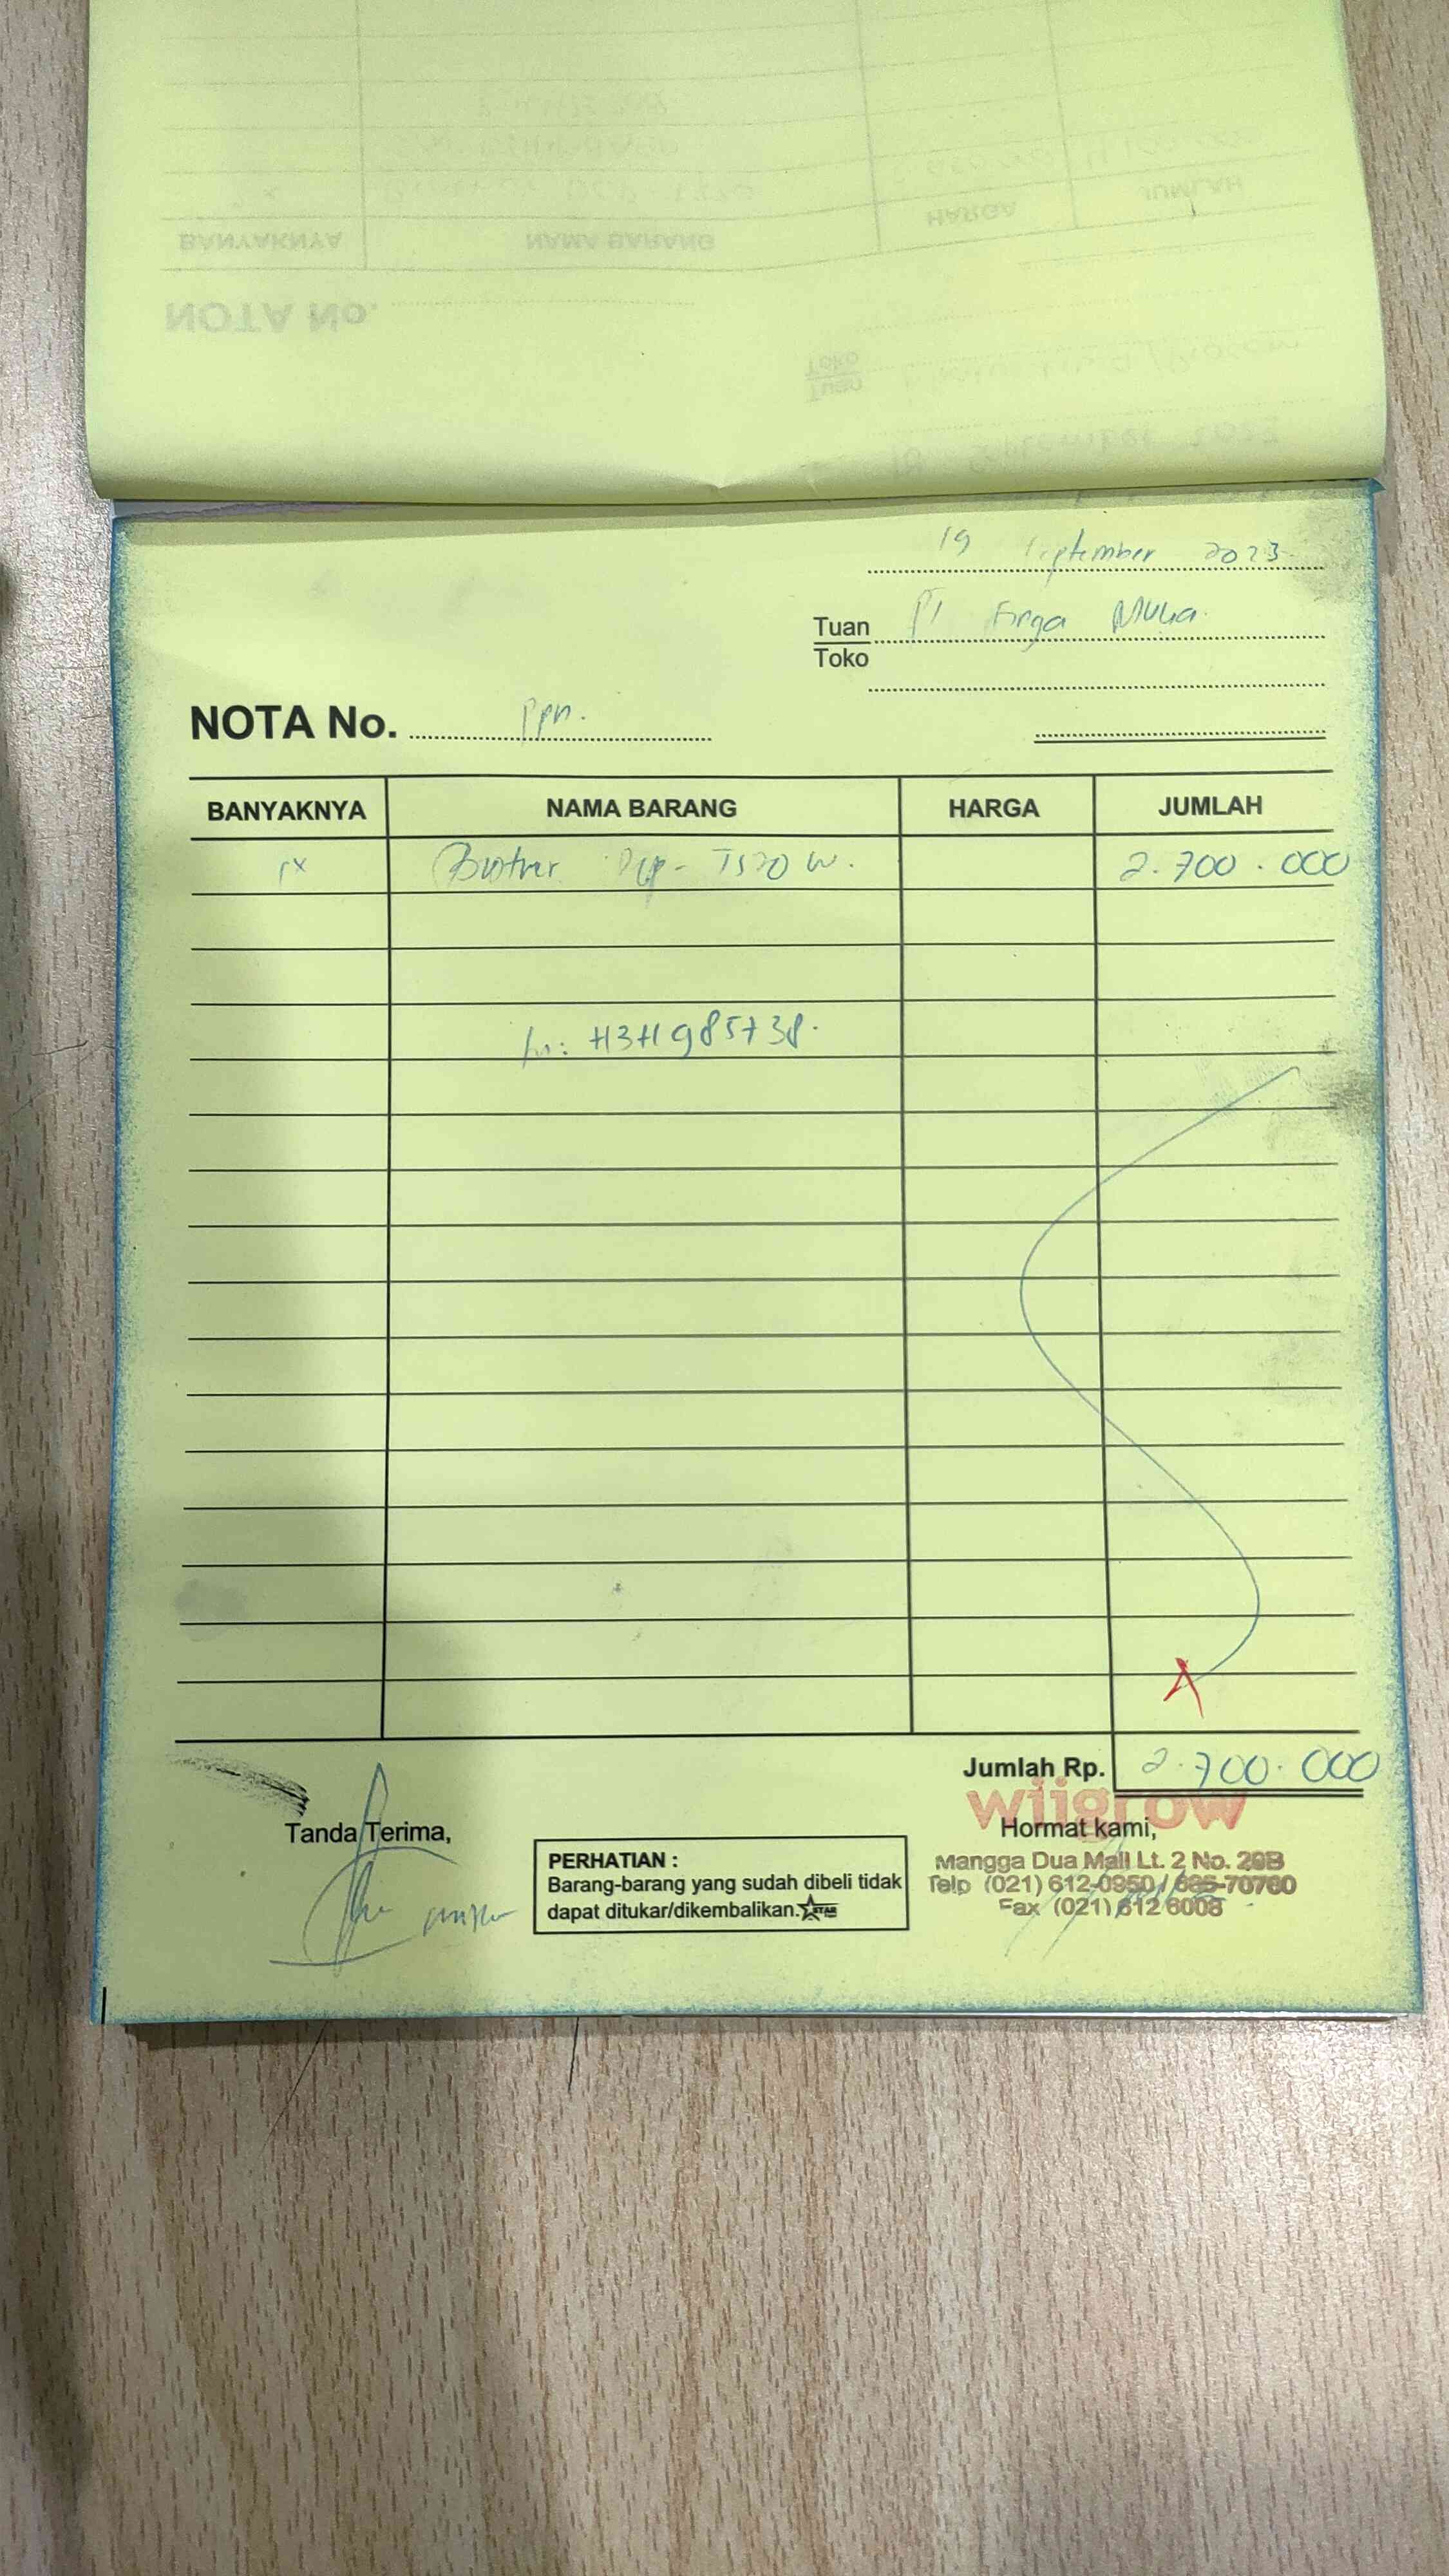 19 September 2023
Tuan PT Firga Mulia
Toko
NOTA No. ppn.
BANYAKNYA NAMA BARANG HARGA JUMLAH
1x Brother Dcp - T520 W. 2.700.000
Sn: H3H985738.
Jumlah Rp. 2.700.000
wiigrow
Tanda Terima,
Hormat kami,
PERHATIAN :
Barang-barang yang sudah dibeli tidak
dapat ditukar/dikembalikan.
Mangga Dua Mall Lt. 2 No. 29B
Telp (021) 612-0950 / 685-70760
Fax (021) 612 6008